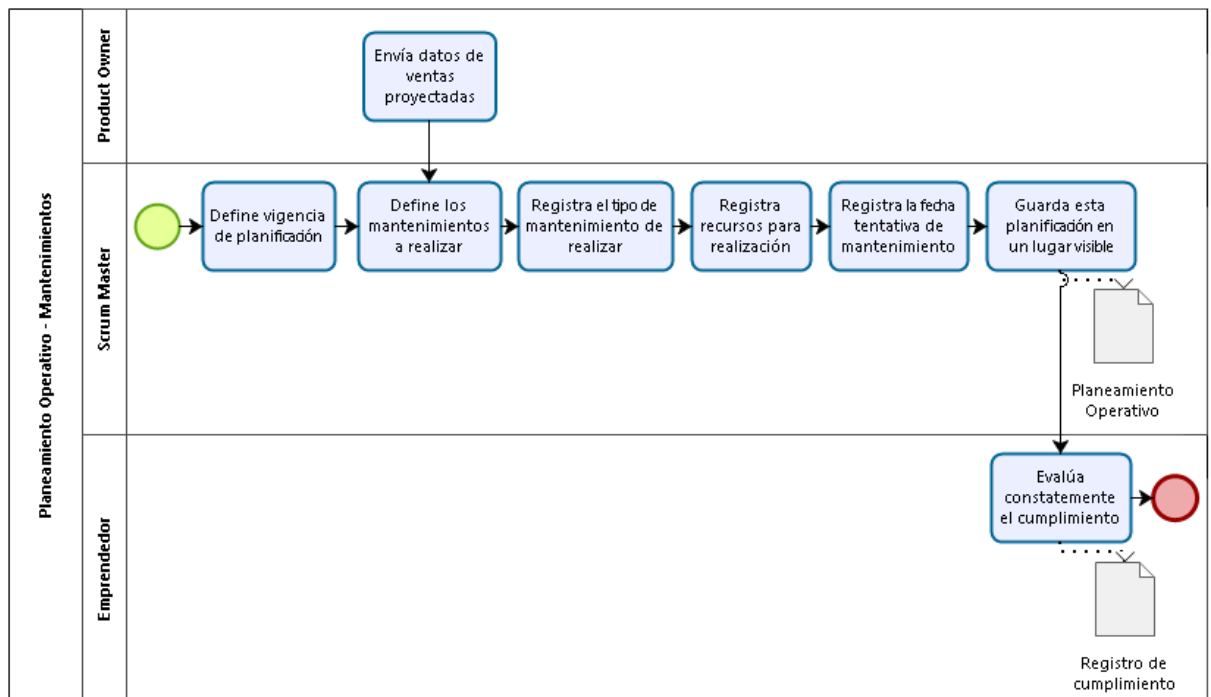 Planeamiento Operativo - Mantenimientos
Product Owner
Envía datos de
ventas
proyectadas
Scrum Master
Define vigencia
de planificación
Define los
mantenimientos
a realizar
Registra el tipo de
mantenimiento de
realizar
Registra
recursos para
realización
Registra la fecha
tentativa de
mantenimiento
Guarda esta
planificación en
un lugar visible
Planeamiento
Operativo
Emprendedor
Evalúa
constatemente
el cumplimiento
Registro de
cumplimiento